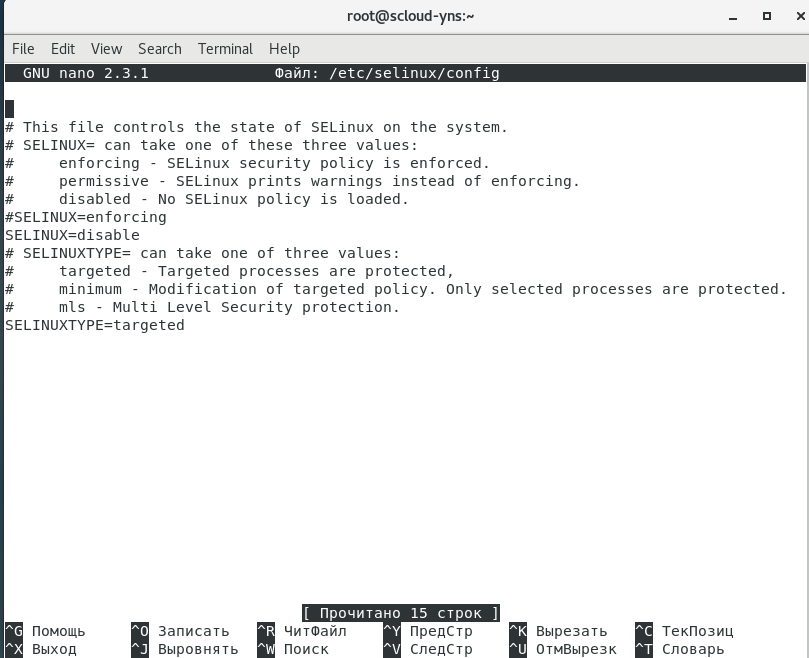 root@scloud-yns:~
File Edit View Search Terminal Help
GNU nano 2.3.1 Файл: /etc/selinux/config
# This file controls the state of SELinux on the system.
# SELINUX= can take one of these three values:
#     enforcing - SELinux security policy is enforced.
#     permissive - SELinux prints warnings instead of enforcing.
#     disabled - No SELinux policy is loaded.
#SELINUX=enforcing
SELINUX=disable
# SELINUXTYPE= can take one of three values:
#     targeted - Targeted processes are protected,
#     minimum - Modification of targeted policy. Only selected processes are protected.
#     mls - Multi Level Security protection.
SELINUXTYPE=targeted
[ Прочитано 15 строк ]
^G Помощь ^O Записать ^R ЧитФайл ^Y ПредСтр ^K Вырезать ^C ТекПозиц
^X Выход ^J Выровнять ^W Поиск ^V СледСтр ^U ОтмВырезк ^T Словарь